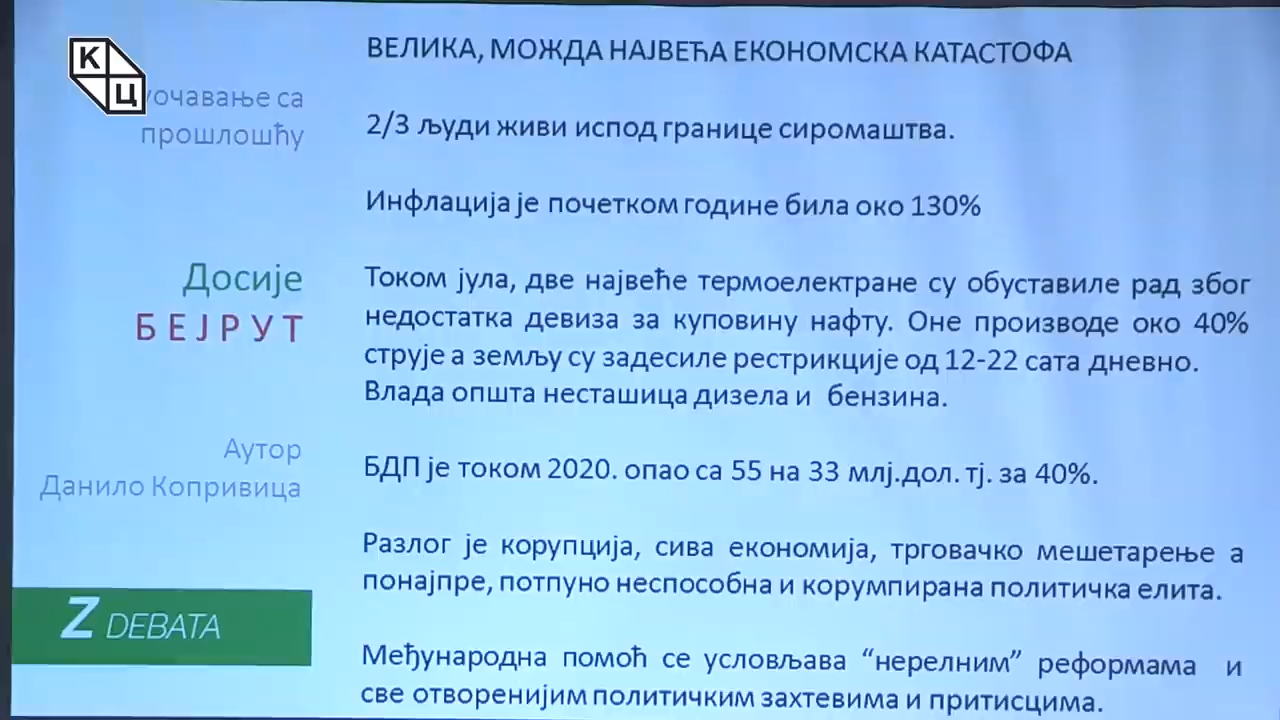 К
Ц
уочавање са
прошлошћу
Досије
БЕЈРУТ
Аутор
Данило Копривица
Z DEBATA
ВЕЛИКА, МОЖДА НАЈВЕЋА ЕКОНОМСКА КАТАСТОФА
2/3 људи живи испод границе сиромаштва.
Инфлација је почетком године била око 130%
Током јула, две највеће термоелектране су обуставиле рад због
недостатка девиза за куповину нафту. Оне производе око 40%
струје а земљу су задесиле рестрикције од 12-22 сата дневно.
Влада општа несташица дизела и бензина.
БДП је током 2020. опао са 55 на 33 млј.дол. тј. за 40%.
Разлог је корупција, сива економија, трговачко мешетарење а
понајпре, потпуно неспособна и корумпирана политичка елита.
Међународна помоћ се условљава “нерелним” реформама и
све отворенијим политичким захтевима и притисцима.